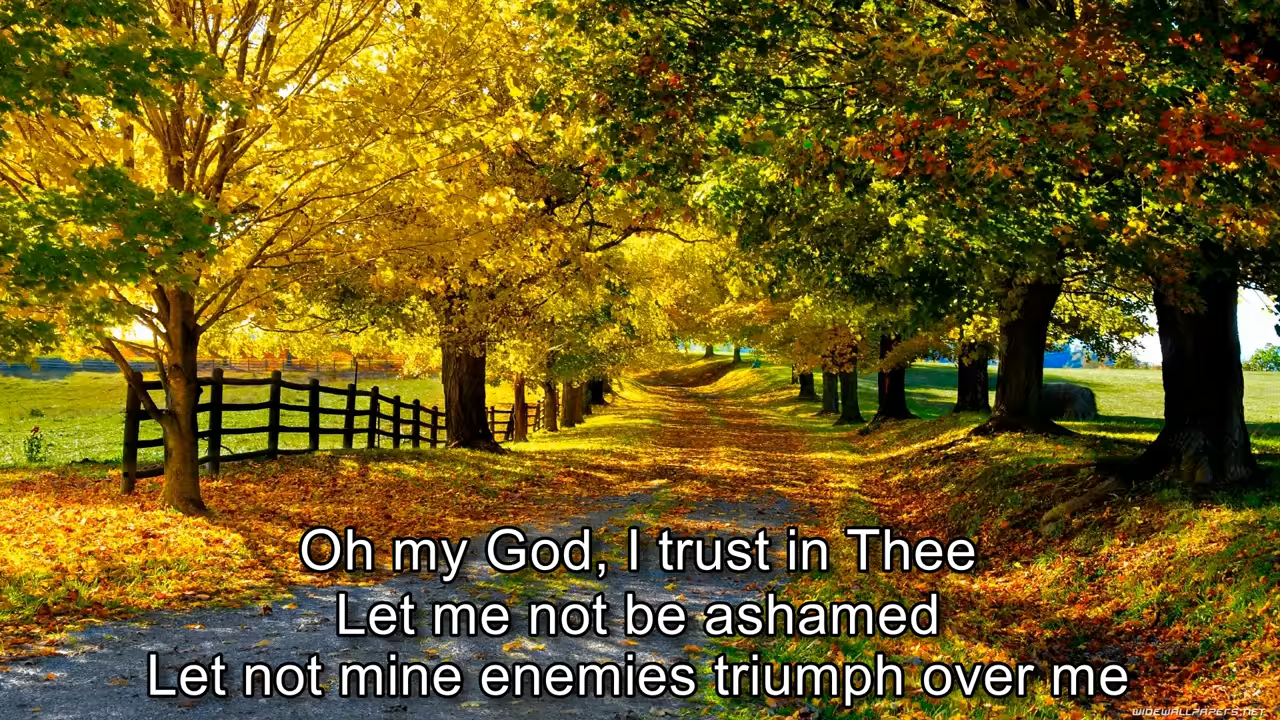 Oh my God, I trust in Thee
Let me not be ashamed
Let not mine enemies triumph over me
WIDEWALLPAPERS.NET